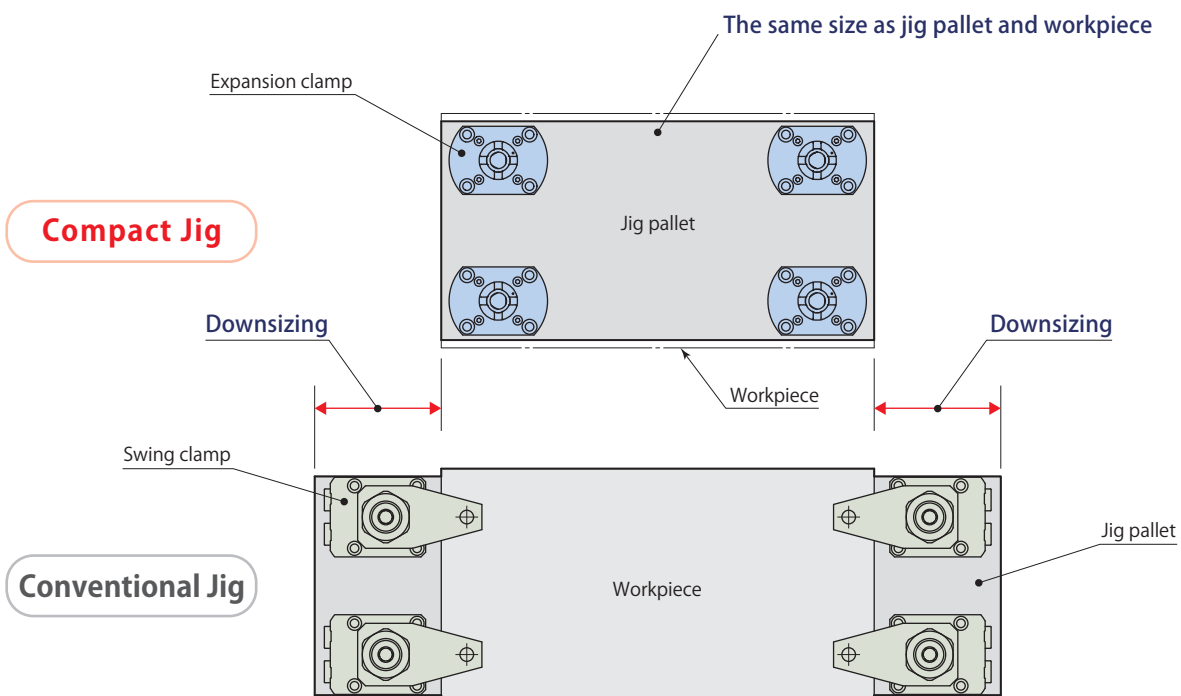 The same size as jig pallet and workpiece
Expansion clamp
Compact Jig
Jig pallet
Downsizing
Downsizing
Workpiece
Swing clamp
Jig pallet
Conventional Jig
Workpiece